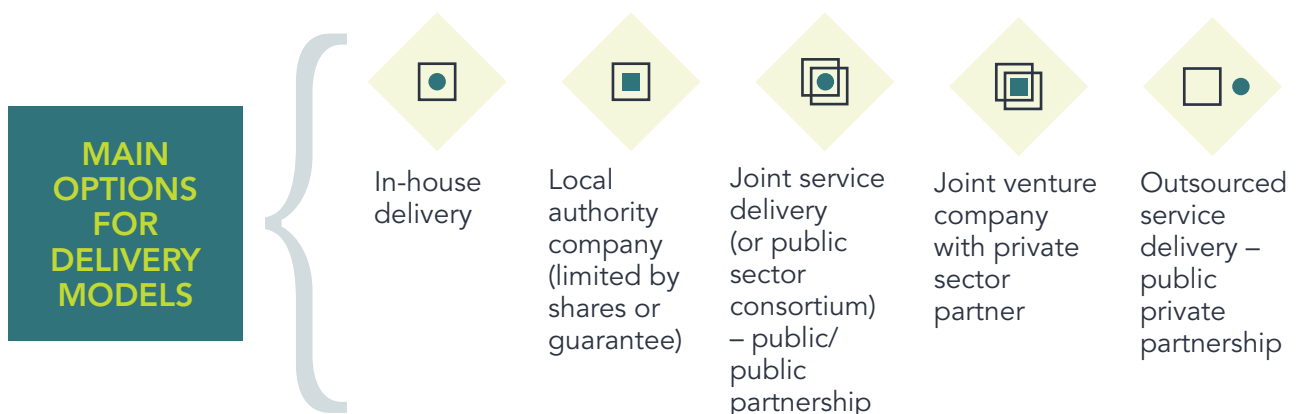 MAIN
OPTIONS
FOR
DELIVERY
MODELS
In-house
delivery
Local
authority
company
(limited by
shares or
guarantee)
Joint service
delivery
(or public
sector
consortium)
– public/
public
partnership
Joint venture
company
with private
sector
partner
Outsourced
service
delivery –
public
private
partnership